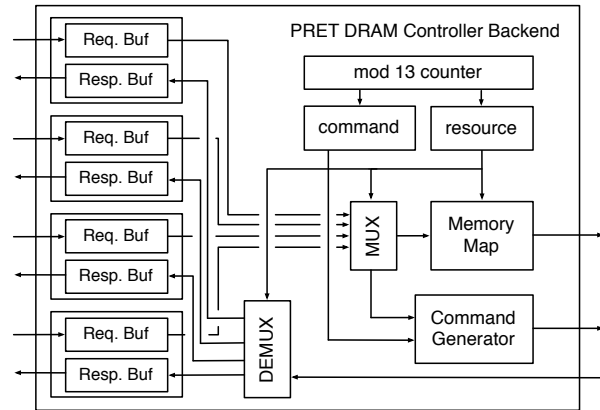 PRET DRAM Controller Backend
Req. Buf
Resp. Buf
Req. Buf
Resp. Buf
Req. Buf
Resp. Buf
Req. Buf
Resp. Buf
mod 13 counter
command
resource
MUX
Memory
Map
DEMUX
Command
Generator